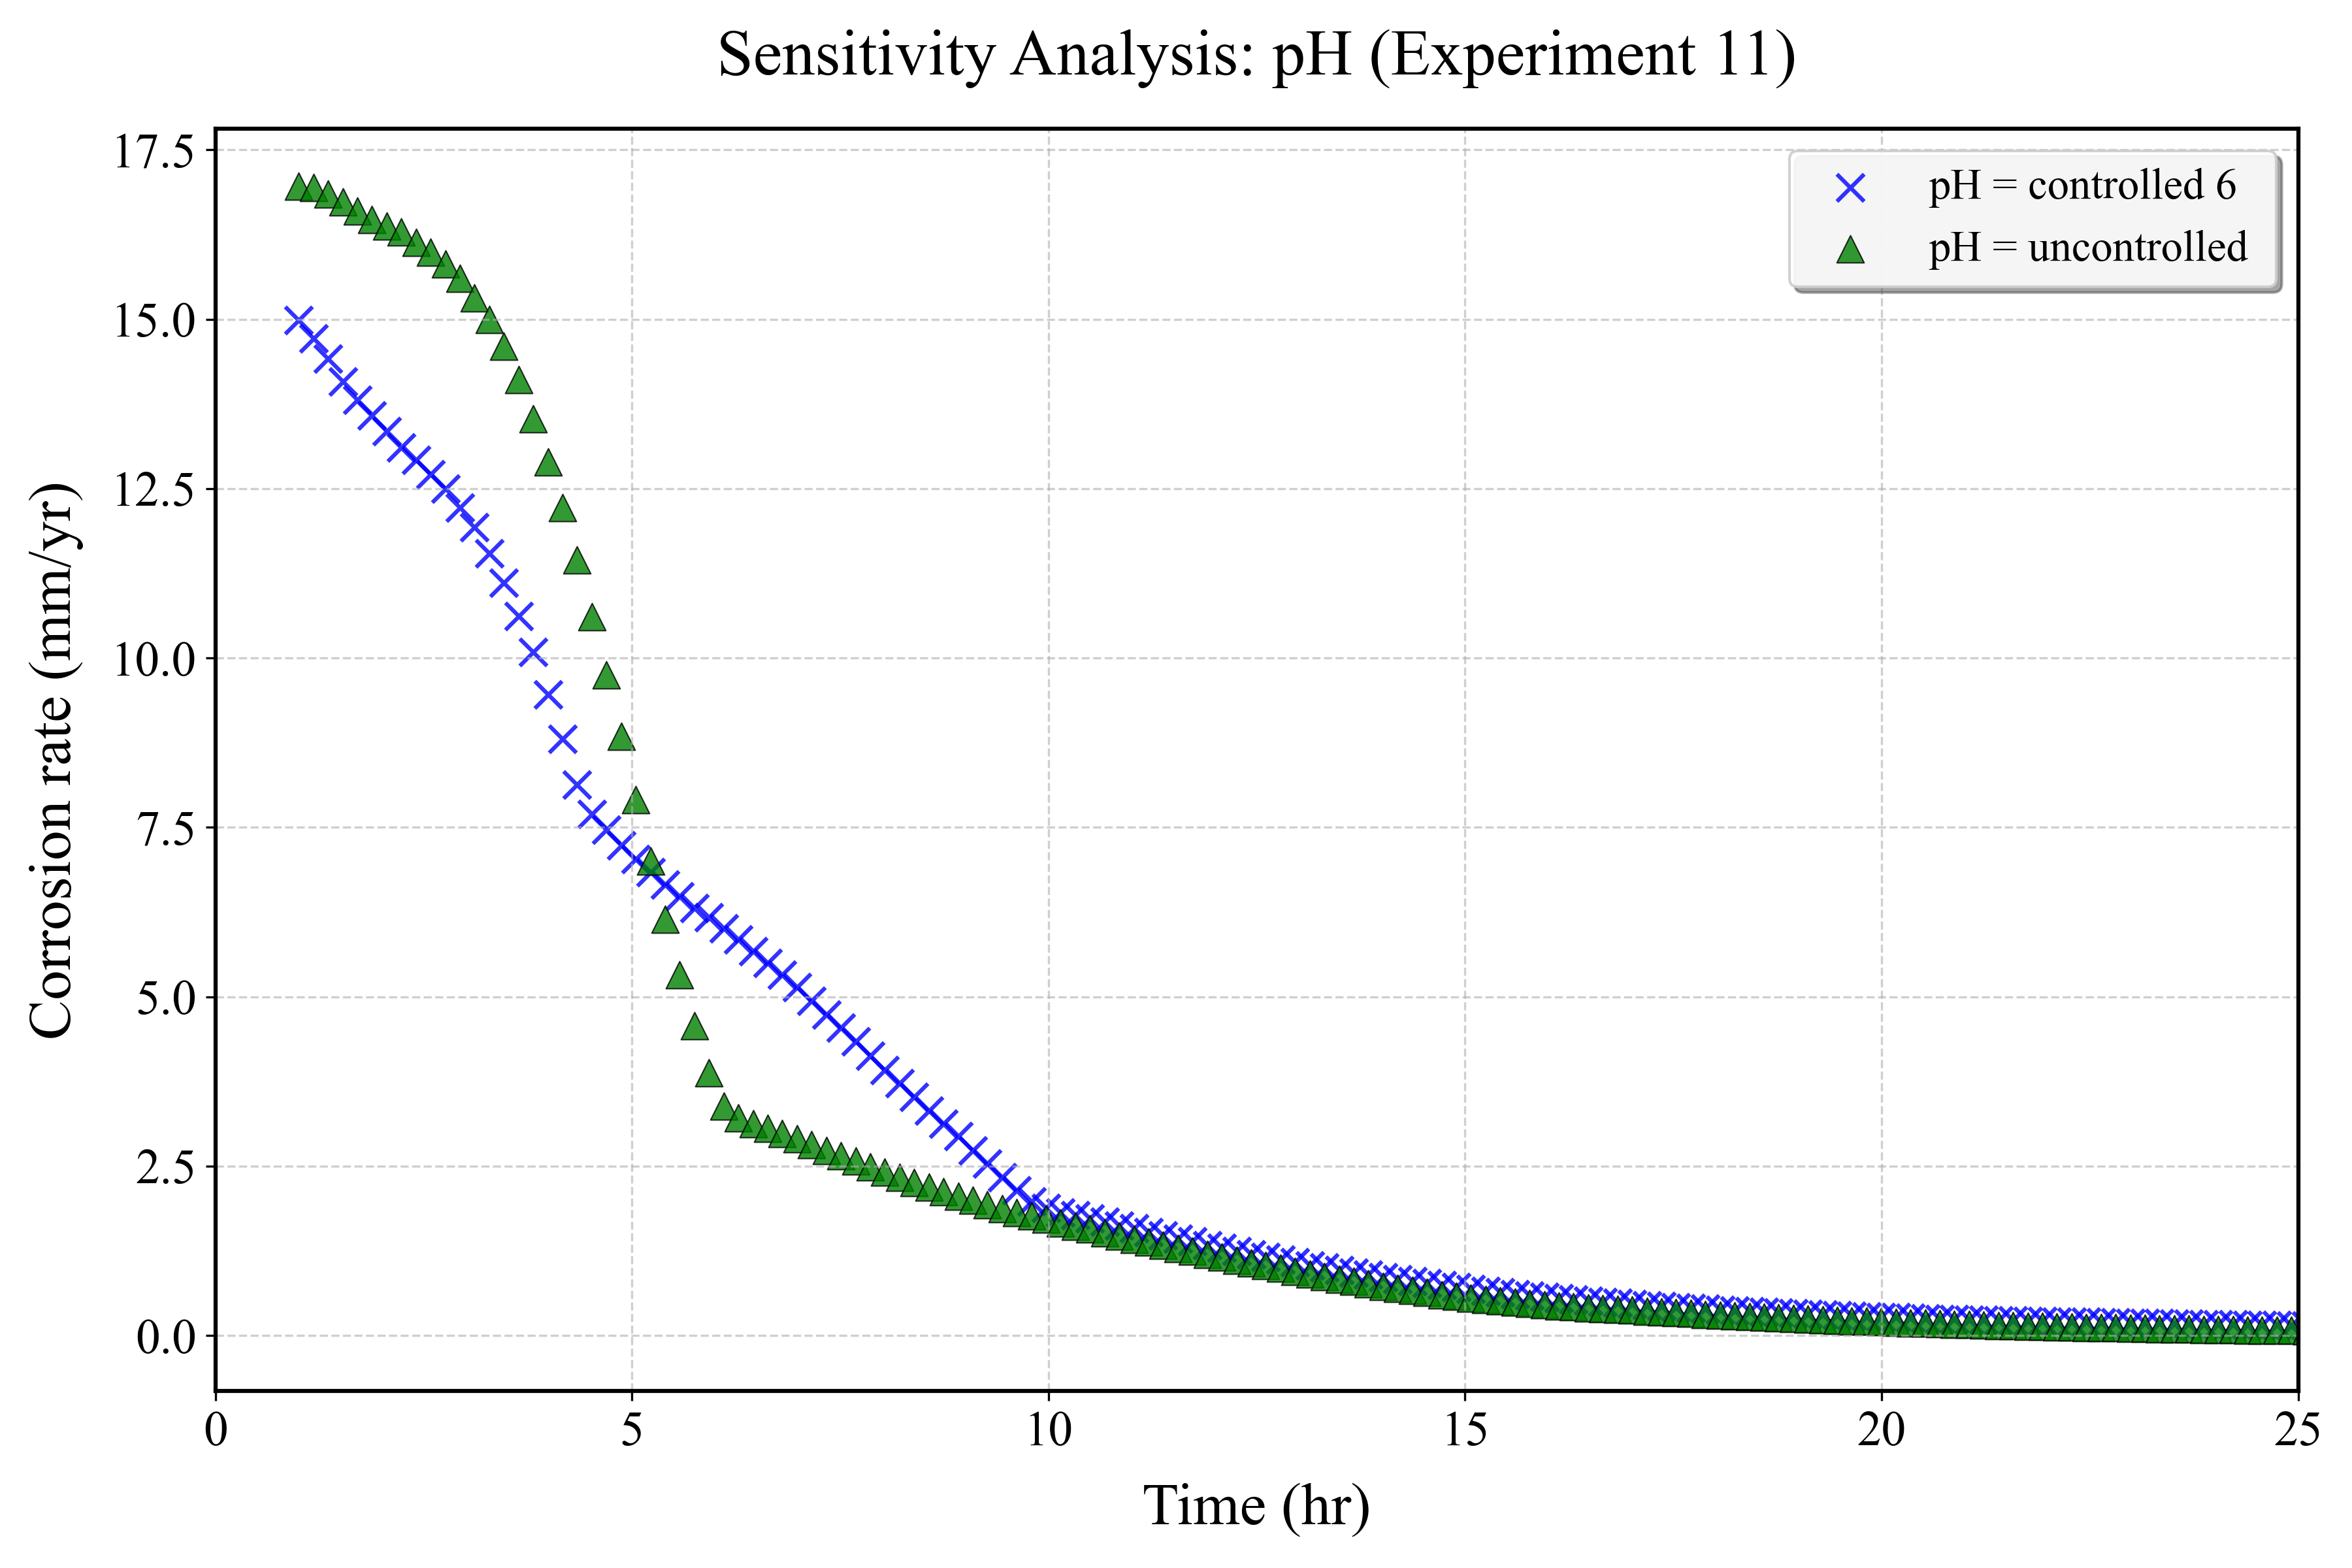 Sensitivity Analysis: pH (Experiment 11)
17.5
15.0
12.5
10.0
7.5
5.0
2.5
0.0
Corrosion rate (mm/yr)
pH = controlled 6
pH = uncontrolled
0 5 10 15 20 25
Time (hr)